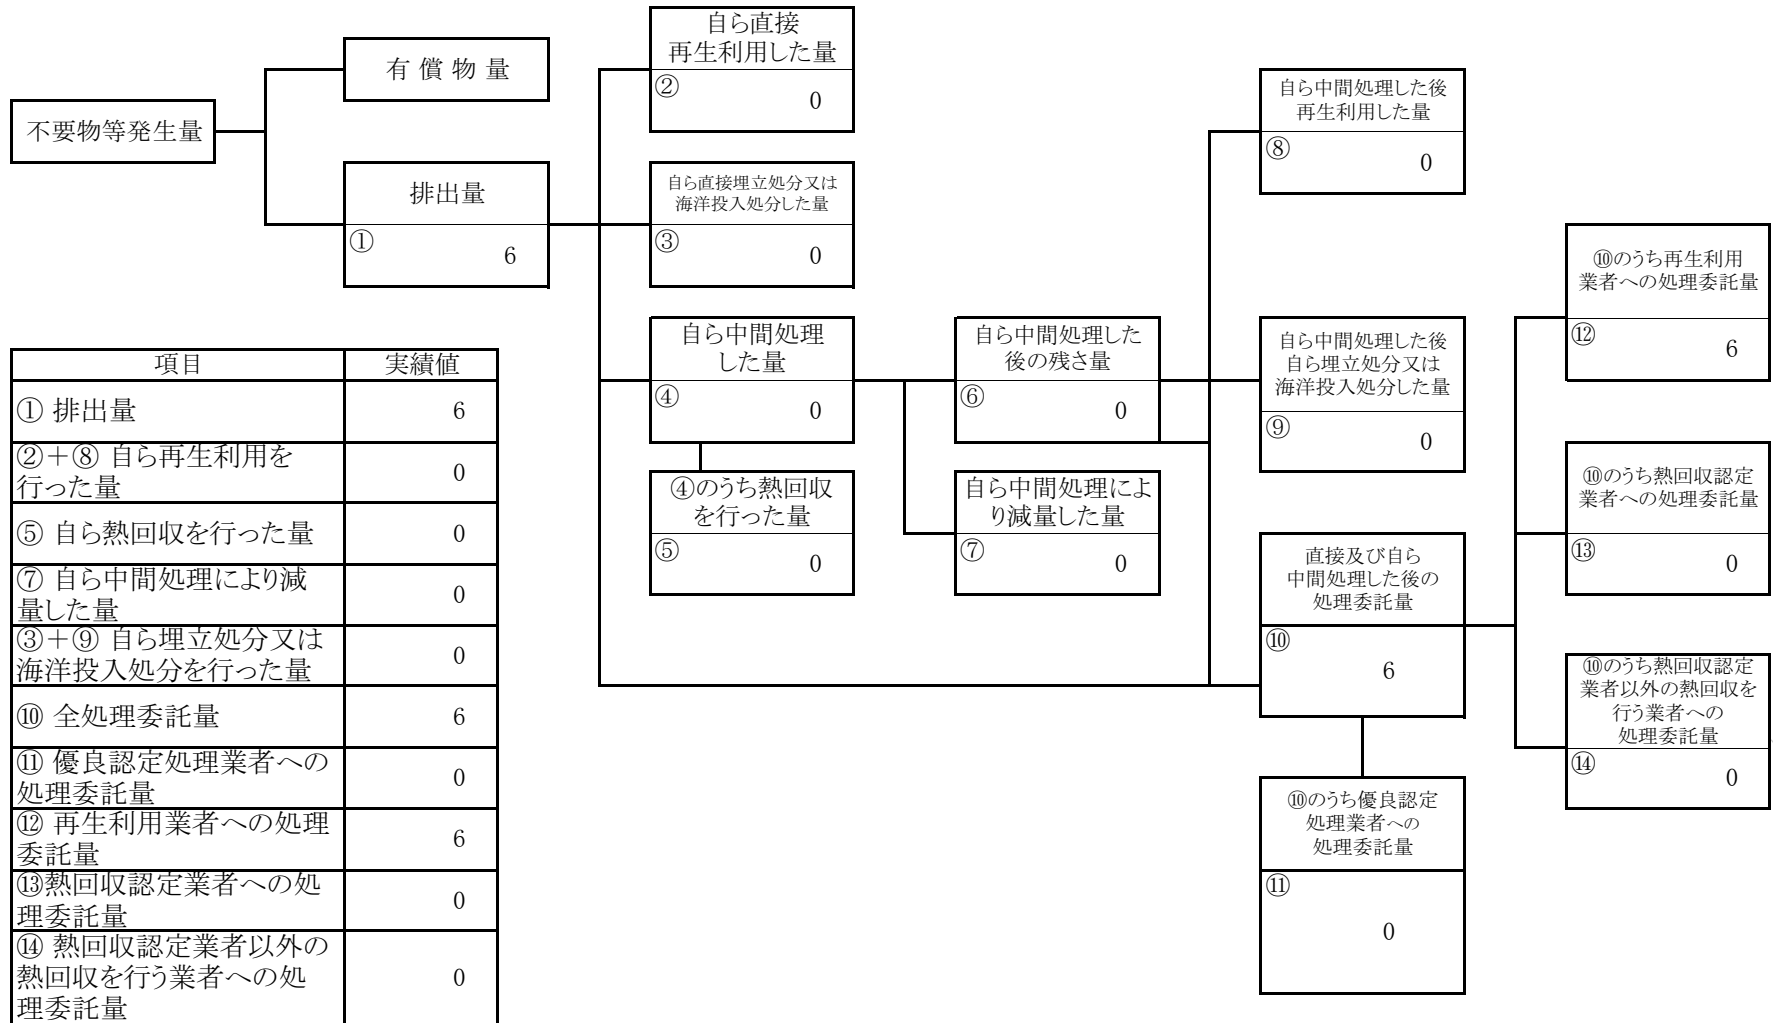 不要物等発生量
有 償 物 量
排出量
①
6
自ら直接
再生利用した量
②
0
自ら直接埋立処分又は
海洋投入処分した量
③
0
自ら中間処理
した量
④
0
④のうち熱回収
を行った量
⑤
0
自ら中間処理した
後の残さ量
⑥
0
自ら中間処理によ
り減量した量
⑦
0
自ら中間処理した後
再生利用した量
⑧
0
自ら中間処理した後
自ら埋立処分又は
海洋投入処分した量
⑨
0
直接及び自ら
中間処理した後の
処理委託量
⑩
6
⑩のうち優良認定
処理業者への
処理委託量
⑪
0
⑩のうち再生利用
業者への処理委託量
⑫
6
⑩のうち熱回収認定
業者への処理委託量
⑬
0
⑩のうち熱回収認定
業者以外の熱回収を
行う業者への
処理委託量
⑭
0
項目 実績値
① 排出量 6
②＋⑧ 自ら再生利用を
行った量 0
⑤ 自ら熱回収を行った量 0
⑦ 自ら中間処理により減
量した量 0
③＋⑨ 自ら埋立処分又は
海洋投入処分を行った量 0
⑩ 全処理委託量 6
⑪ 優良認定処理業者への
処理委託量 0
⑫ 再生利用業者への処理
委託量 6
⑬熱回収認定業者への処
理委託量 0
⑭ 熱回収認定業者以外の
熱回収を行う業者への処 0
理委託量